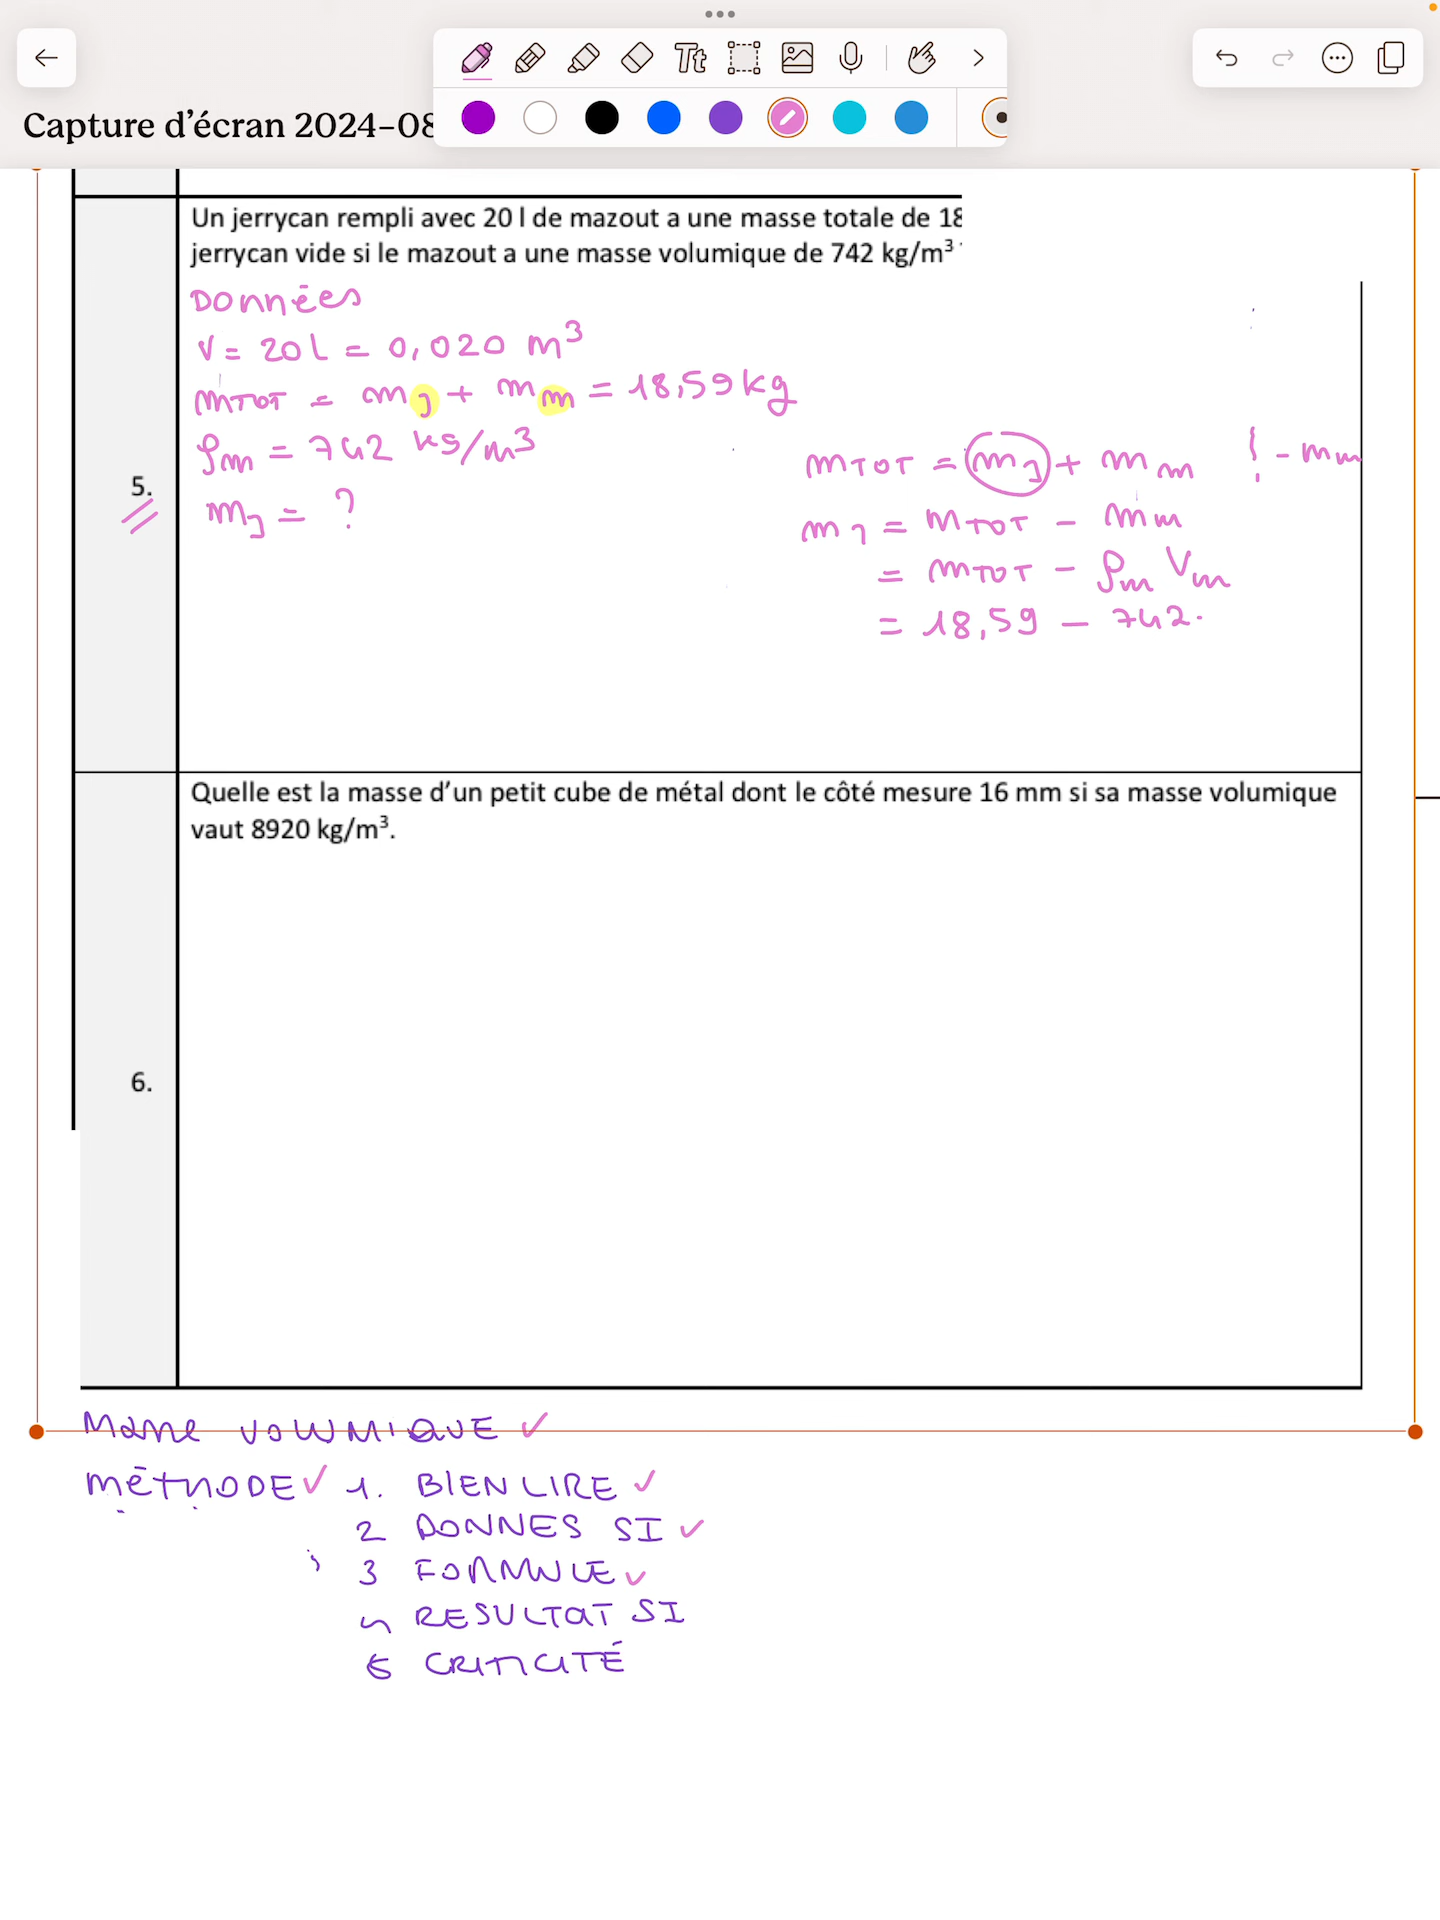 Capture d'écran 2024-08
Tt
Un jerrycan rempli avec 20 l de mazout a une masse totale de 18
jerrycan vide si le mazout a une masse volumique de 742 kg/m³
Données
V = 20 l = 0,020 m³
mTOT = mJ + mm = 18,59 kg
ρm = 742 kg/m³
mJ = ?
5.
mTOT = mJ + mm ! - mm
mJ = mTOT - mm
= mTOT - ρm Vm
= 18,59 - 742.
Quelle est la masse d'un petit cube de métal dont le côté mesure 16 mm si sa masse volumique
vaut 8920 kg/m³.
6.
Masse VOLUMIQUE ✓
MÉTHODE ✓ 1. BIEN LIRE ✓
2 DONNES SI ✓
3 FORMULE ✓
4 RESULTAT SI
5 CRITICITÉ